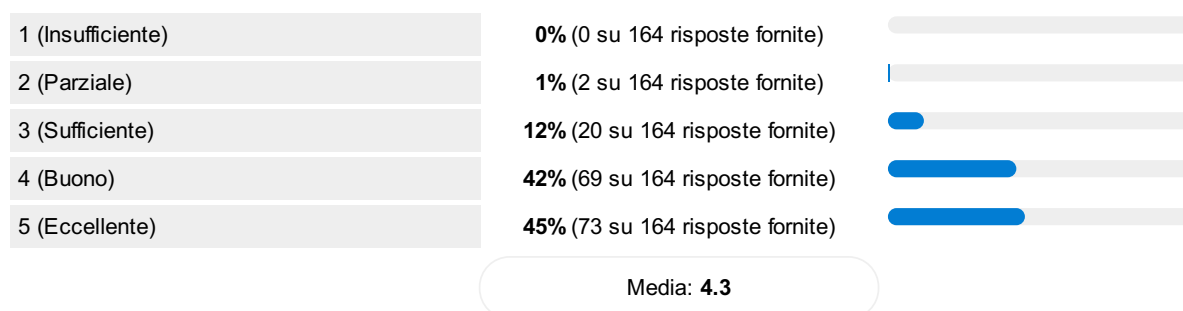 1 (Insufficiente) 0% (0 su 164 risposte fornite)
2 (Parziale) 1% (2 su 164 risposte fornite)
3 (Sufficiente) 12% (20 su 164 risposte fornite)
4 (Buono) 42% (69 su 164 risposte fornite)
5 (Eccellente) 45% (73 su 164 risposte fornite)
Media: 4.3